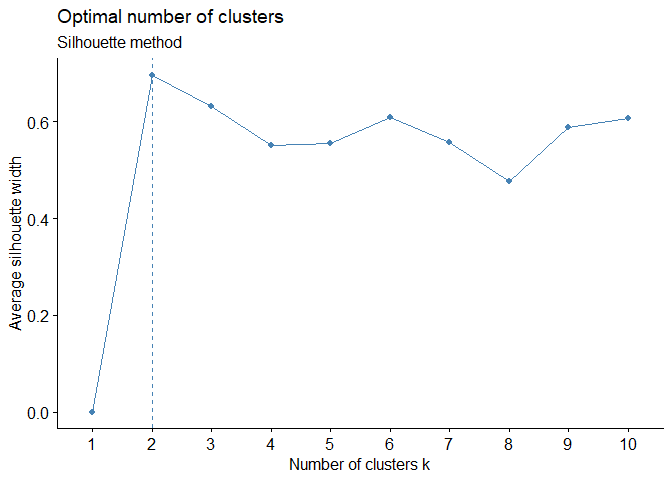 Optimal number of clusters
Silhouette method
Average silhouette width
0.6
0.4
0.2
0.0
1 2 3 4 5 6 7 8 9 10
Number of clusters k